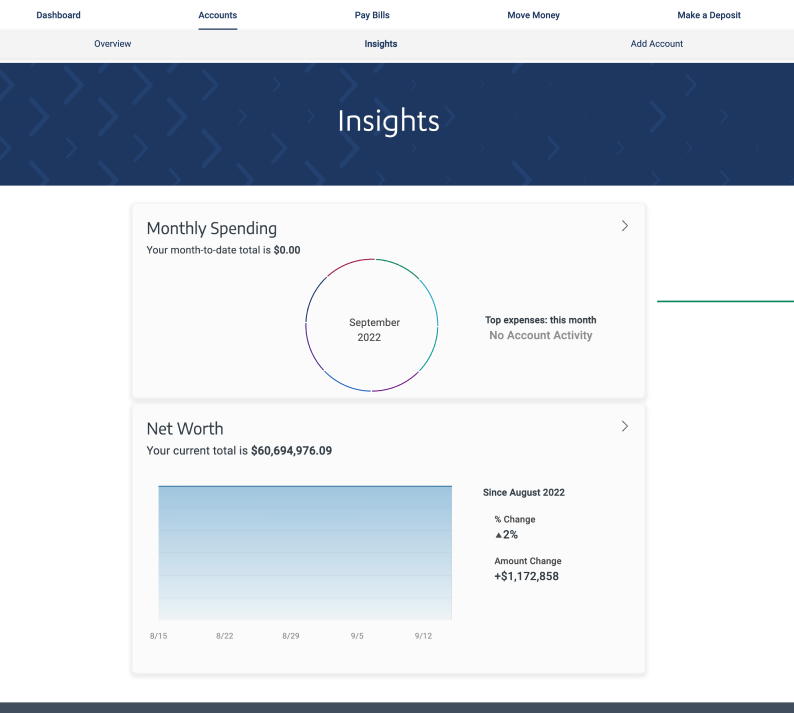 Dashboard Accounts Pay Bills Move Money Make a Deposit
Overview Insights Add Account
Insights
Monthly Spending
Your month-to-date total is $0.00
September
2022
Top expenses: this month
No Account Activity
Net Worth
Your current total is $60,694,976.09
Since August 2022
% Change
▲2%
Amount Change
+$1,172,858
8/15 8/22 8/29 9/5 9/12